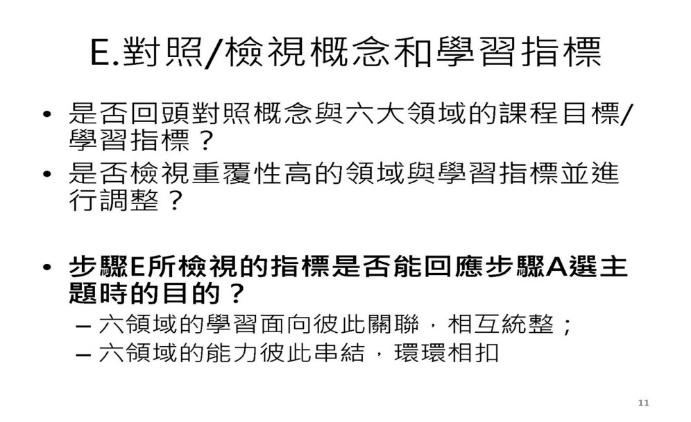 E.對照/檢視概念和學習指標
• 是否回頭對照概念與六大領域的課程目標/
學習指標？
• 是否檢視重覆性高的領域與學習指標並進
行調整？
• 步驟E所檢視的指標是否能回應步驟A選主
題時的目的？
– 六領域的學習面向彼此關聯，相互統整；
– 六領域的能力彼此串結，環環相扣
11